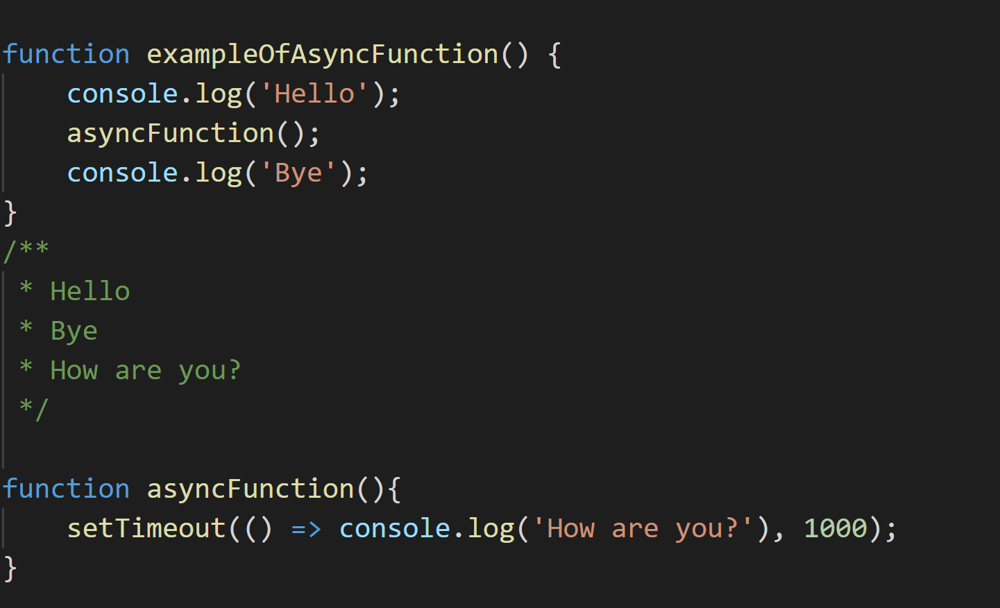 function exampleOfAsyncFunction() {
    console.log('Hello');
    asyncFunction();
    console.log('Bye');
}
/**
 * Hello
 * Bye
 * How are you?
 */

function asyncFunction(){
    setTimeout(() => console.log('How are you?'), 1000);
}